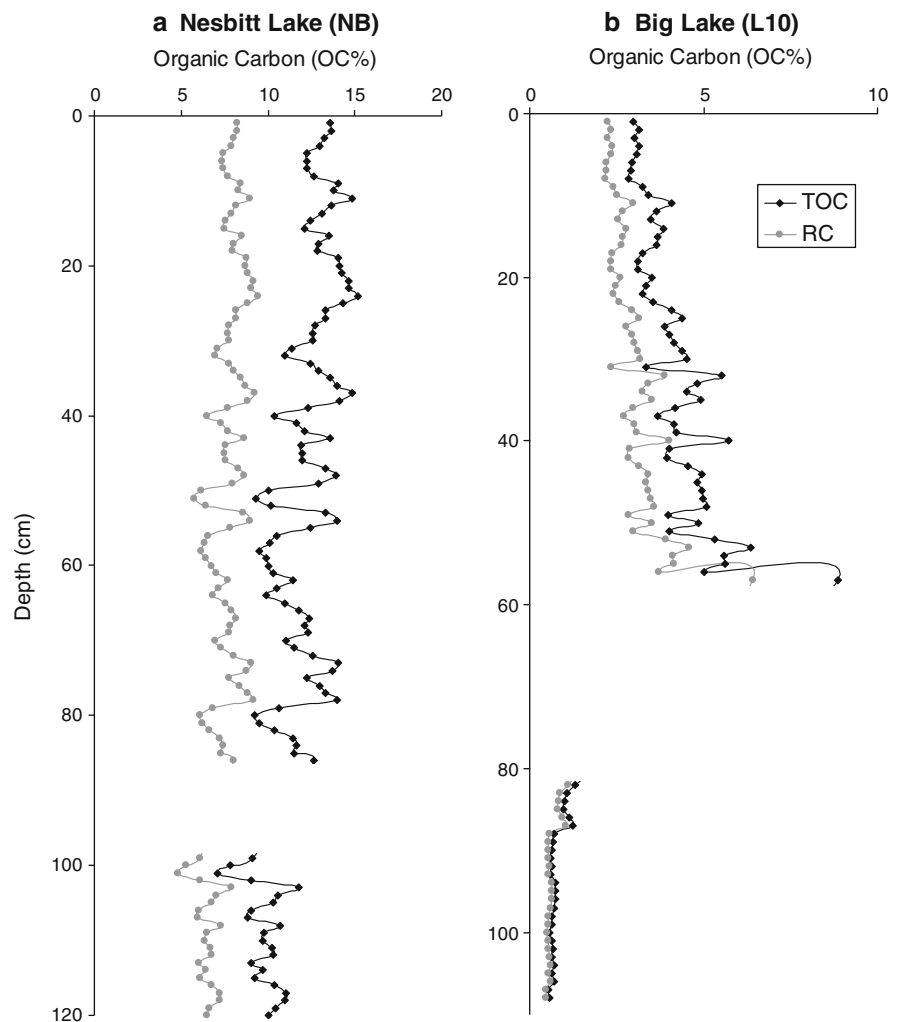 a Nesbitt Lake (NB)
Organic Carbon (OC%)
0 5 10 15 20
0
20
40
60
80
100
120
Depth (cm)
b Big Lake (L10)
Organic Carbon (OC%)
0 5 10
0
20
40
60
80
100
TOC
RC